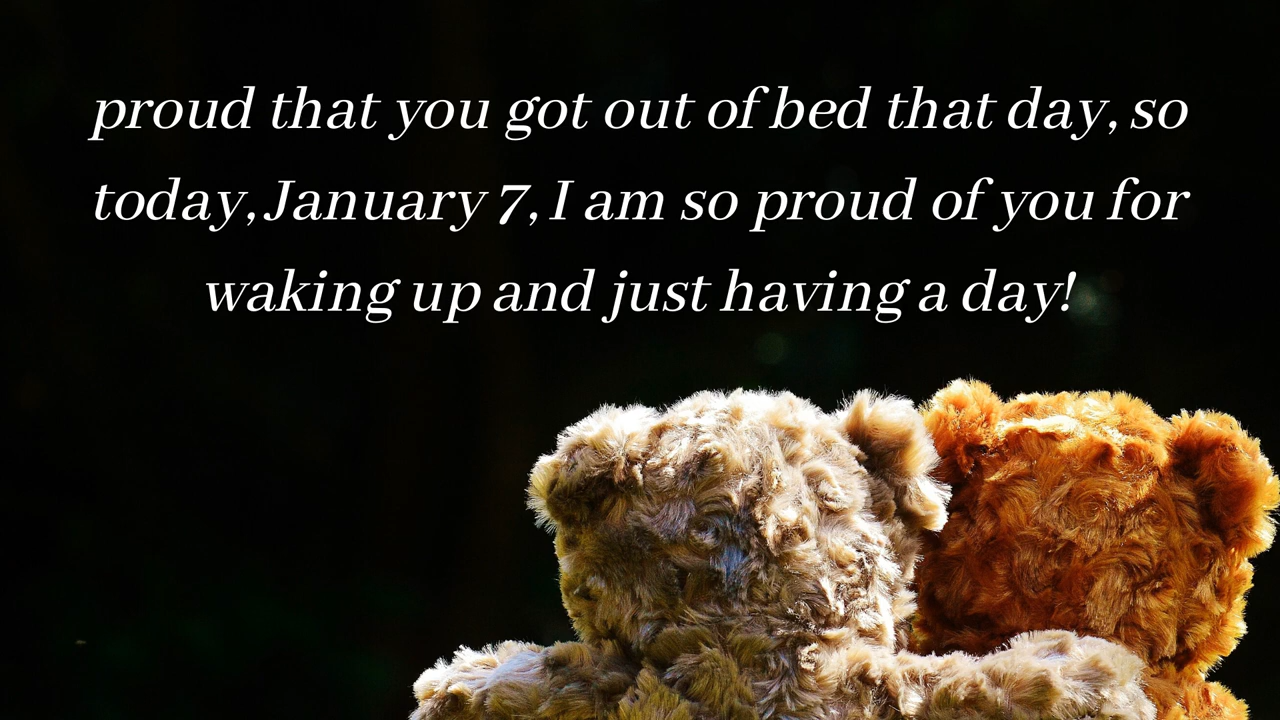 proud that you got out of bed that day, so
today, January 7, I am so proud of you for
waking up and just having a day!